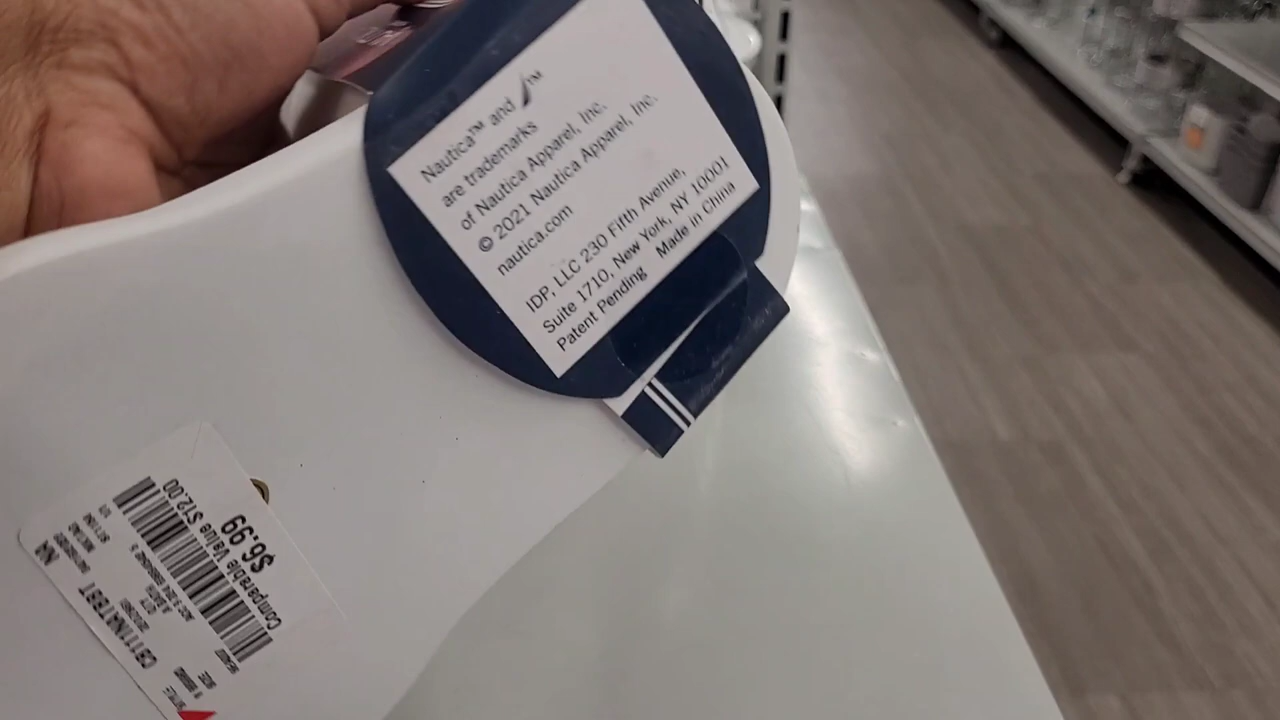 Nautica™ and ™
are trademarks
of Nautica Apparel, Inc.
© 2021 Nautica Apparel, Inc.
nautica.com
IDP, LLC 230 Fifth Avenue,
Suite 1710, New York, NY 10001
Patent Pending Made in China
Comparable Value $12.00
$6.99